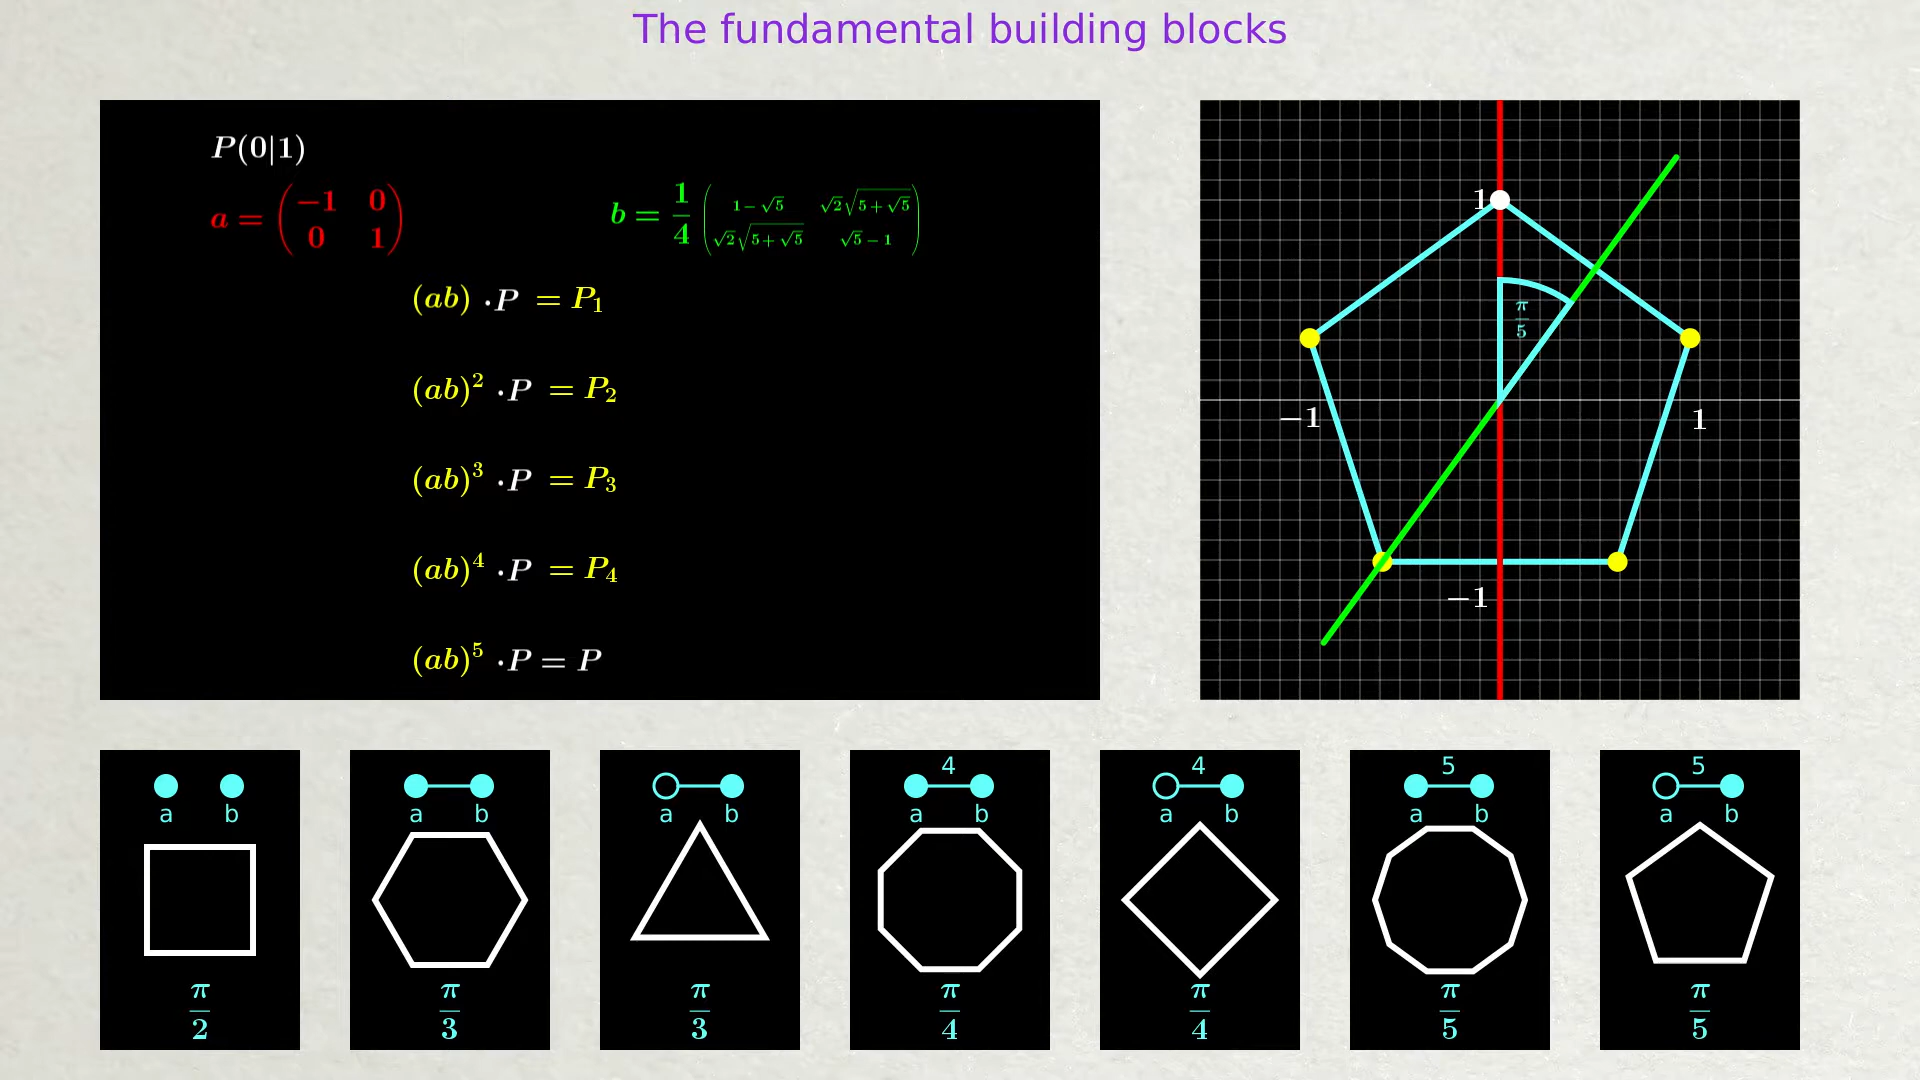 The fundamental building blocks
P(0|1)
a = (−1 0
0 1)
b = 1/4 (1 − √5 √2√(5 + √5)
√2√(5 + √5) √5 − 1)
(ab) ·P = P₁
(ab)² ·P = P₂
(ab)³ ·P = P₃
(ab)⁴ ·P = P₄
(ab)⁵ ·P = P
1
π/5
−1
1
−1
a b
π/2
a b
π/3
a b
π/3
4
a b
π/4
4
a b
π/4
5
a b
π/5
5
a b
π/5